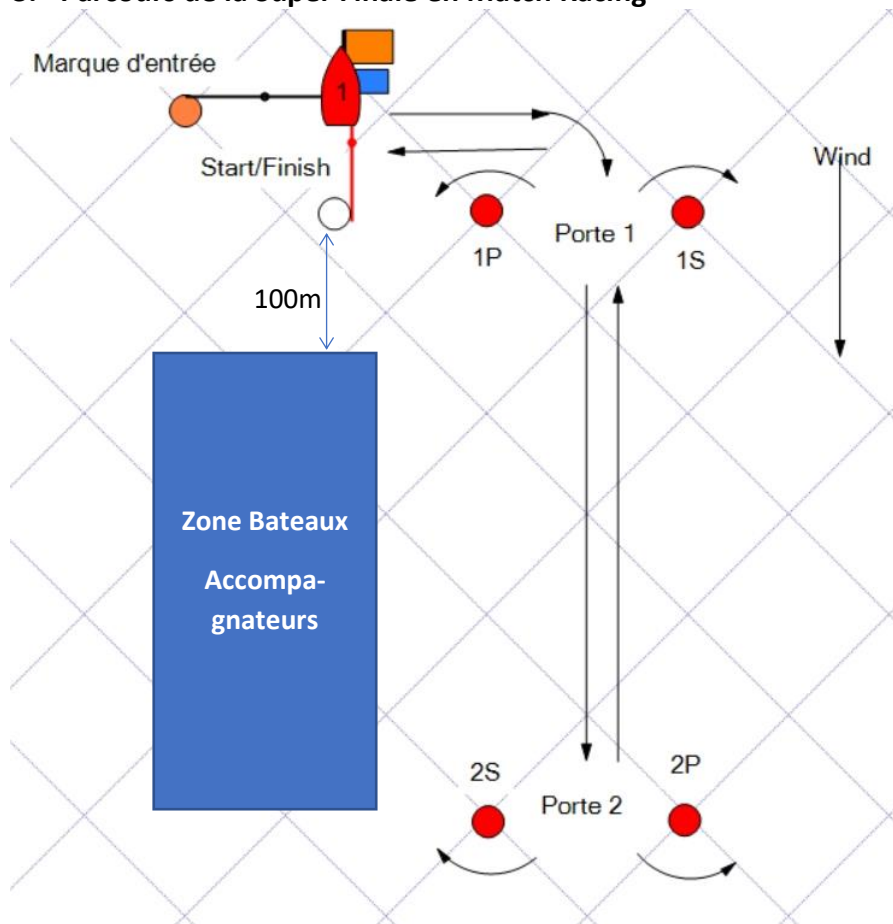 Marque d'entrée
1
Start/Finish
Wind
1P
Porte 1
1S
100m
Zone Bateaux
Accompa-
gnateurs
2S
Porte 2
2P